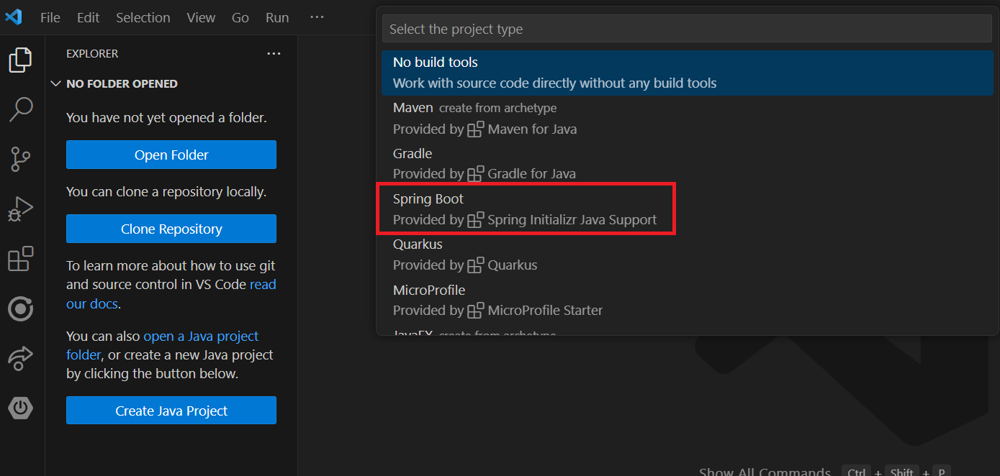 File Edit Selection View Go Run ···
EXPLORER ···
NO FOLDER OPENED
You have not yet opened a folder.
Open Folder
You can clone a repository locally.
Clone Repository
To learn more about how to use git
and source control in VS Code read
our docs.
You can also open a Java project
folder, or create a new Java project
by clicking the button below.
Create Java Project
Select the project type
No build tools
Work with source code directly without any build tools
Maven create from archetype
Provided by Maven for Java
Gradle
Provided by Gradle for Java
Spring Boot
Provided by Spring Initializr Java Support
Quarkus
Provided by Quarkus
MicroProfile
Provided by MicroProfile Starter
JavaFX create from archetype
Show All Commands Ctrl + Shift + P